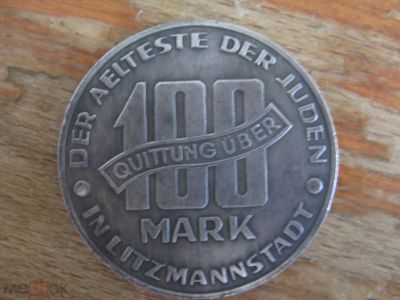 DER AELTESTE DER JUDEN
100
QUITTUNG ÜBER
MARK
IN LITZMANNSTADT